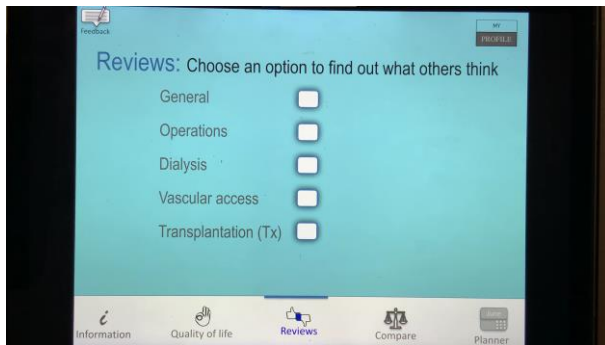 Feedback
MY
PROFILE
Reviews: Choose an option to find out what others think
General
Operations
Dialysis
Vascular access
Transplantation (Tx)
Information
Quality of life
Reviews
Compare
Planner